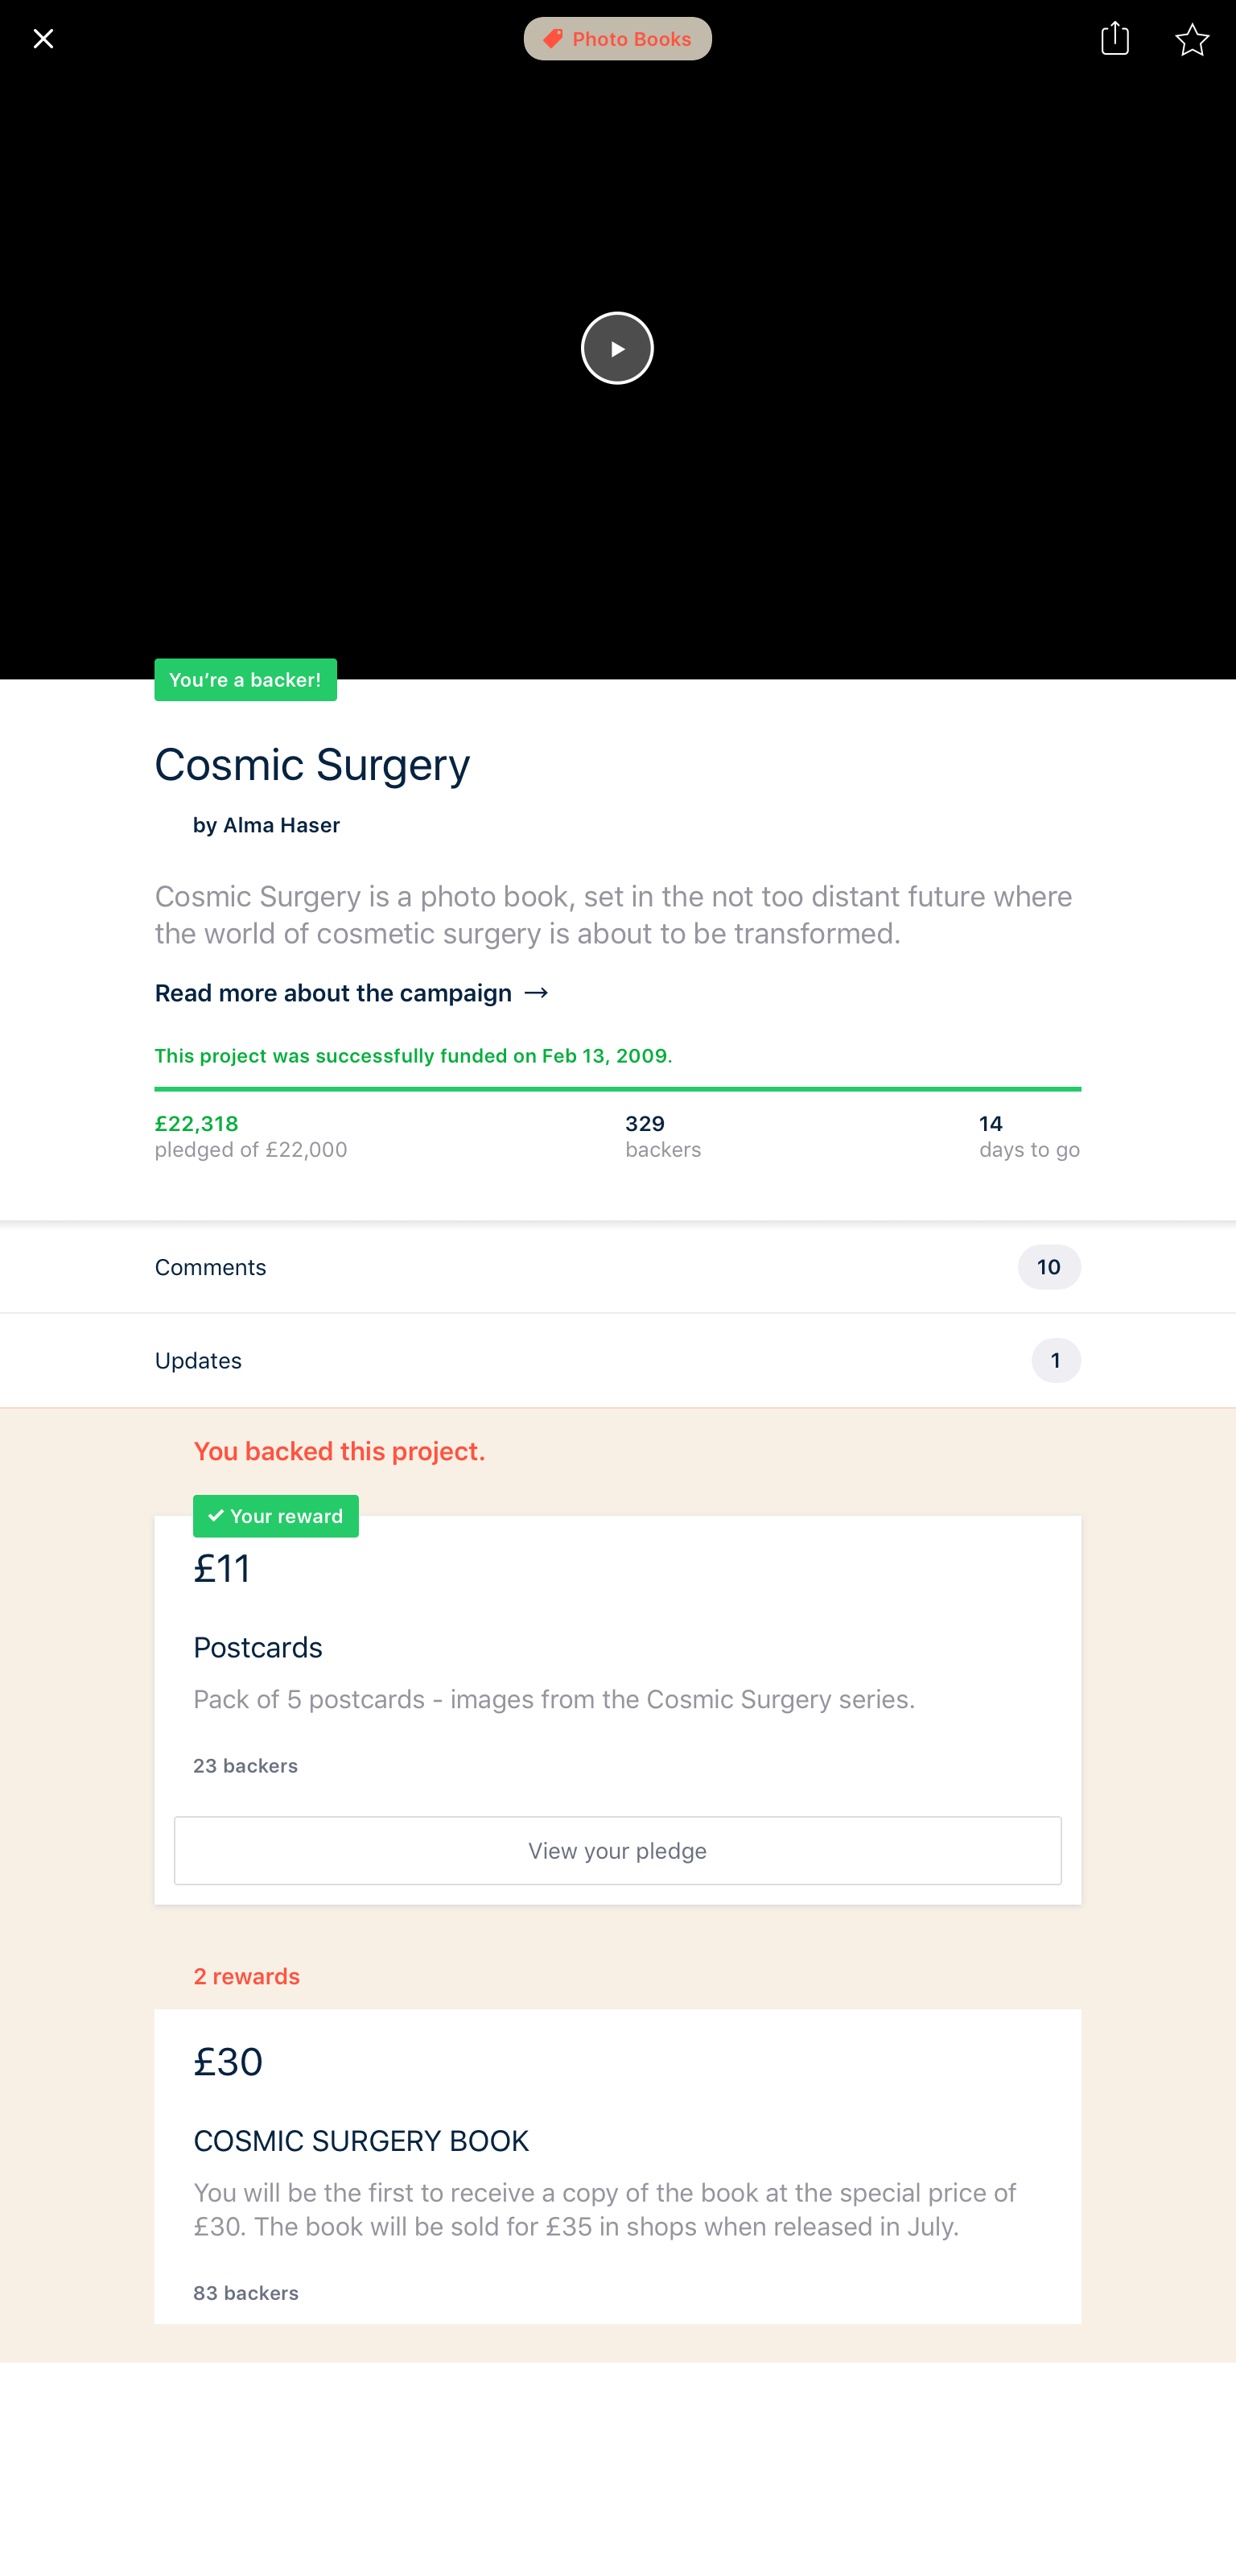 Photo Books
You’re a backer!
Cosmic Surgery
by Alma Haser
Cosmic Surgery is a photo book, set in the not too distant future where
the world of cosmetic surgery is about to be transformed.
Read more about the campaign →
This project was successfully funded on Feb 13, 2009.
£22,318
pledged of £22,000
329
backers
14
days to go
Comments
10
Updates
1
You backed this project.
Your reward
£11
Postcards
Pack of 5 postcards - images from the Cosmic Surgery series.
23 backers
View your pledge
2 rewards
£30
COSMIC SURGERY BOOK
You will be the first to receive a copy of the book at the special price of
£30. The book will be sold for £35 in shops when released in July.
83 backers